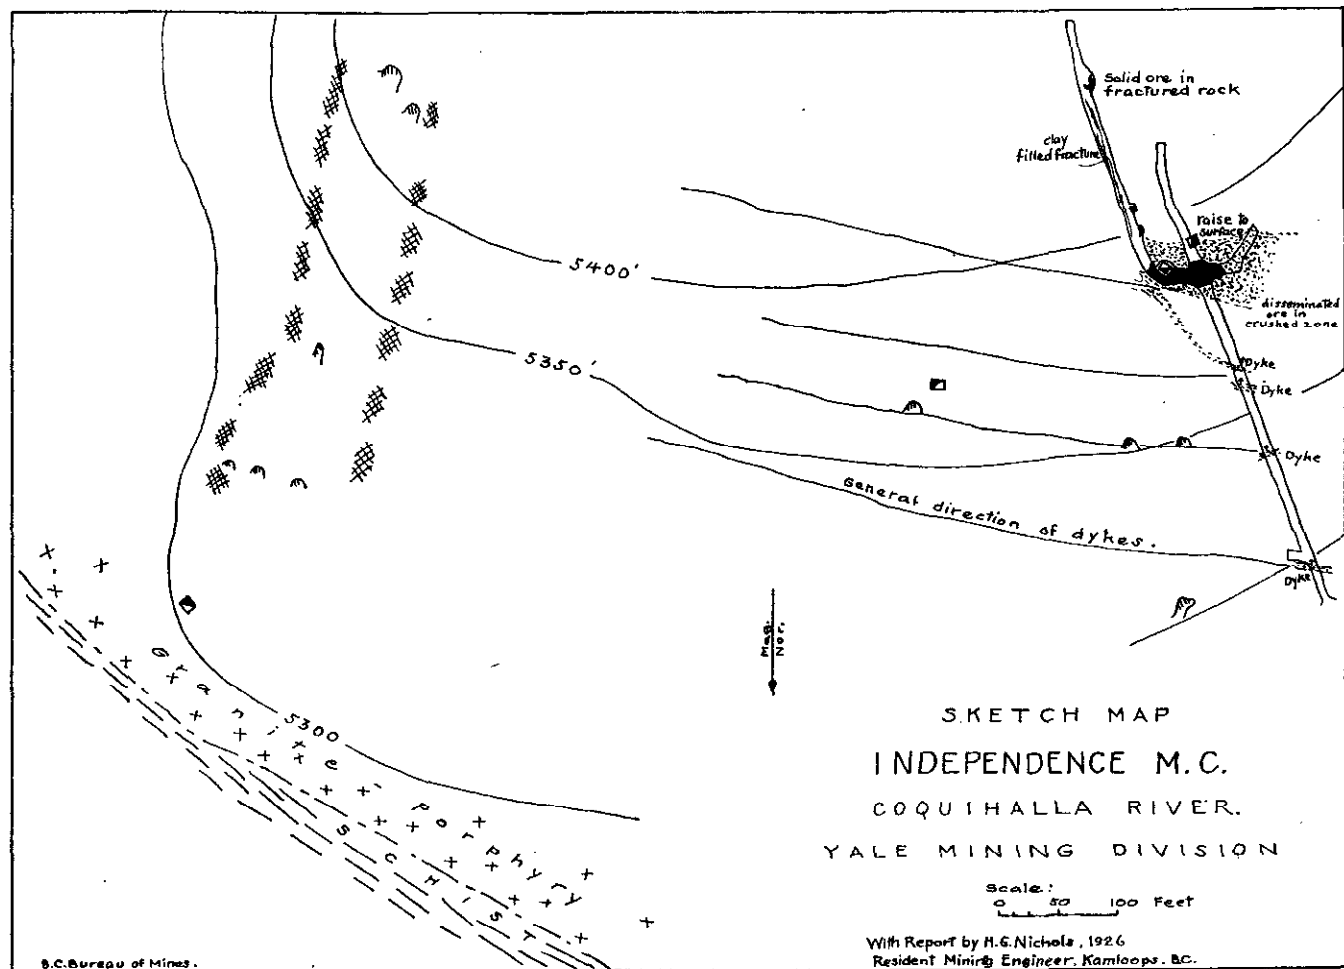 Solid ore in
fractured rock
clay
filled fracture
raise to
surface
5400'
disseminated
ore in
crushed zone
5350'
Dyke
Dyke
Dyke
General direction of dykes.
Dyke
Mag.
Nor.
Granite-porphyry
5300
SCHIST
SKETCH MAP
INDEPENDENCE M.C.
COQUIHALLA RIVER.
YALE MINING DIVISION
Scale:
0 50 100 Feet
With Report by H.G. Nichols, 1926
Resident Mining Engineer, Kamloops. B.C.
B.C. Bureau of Mines.